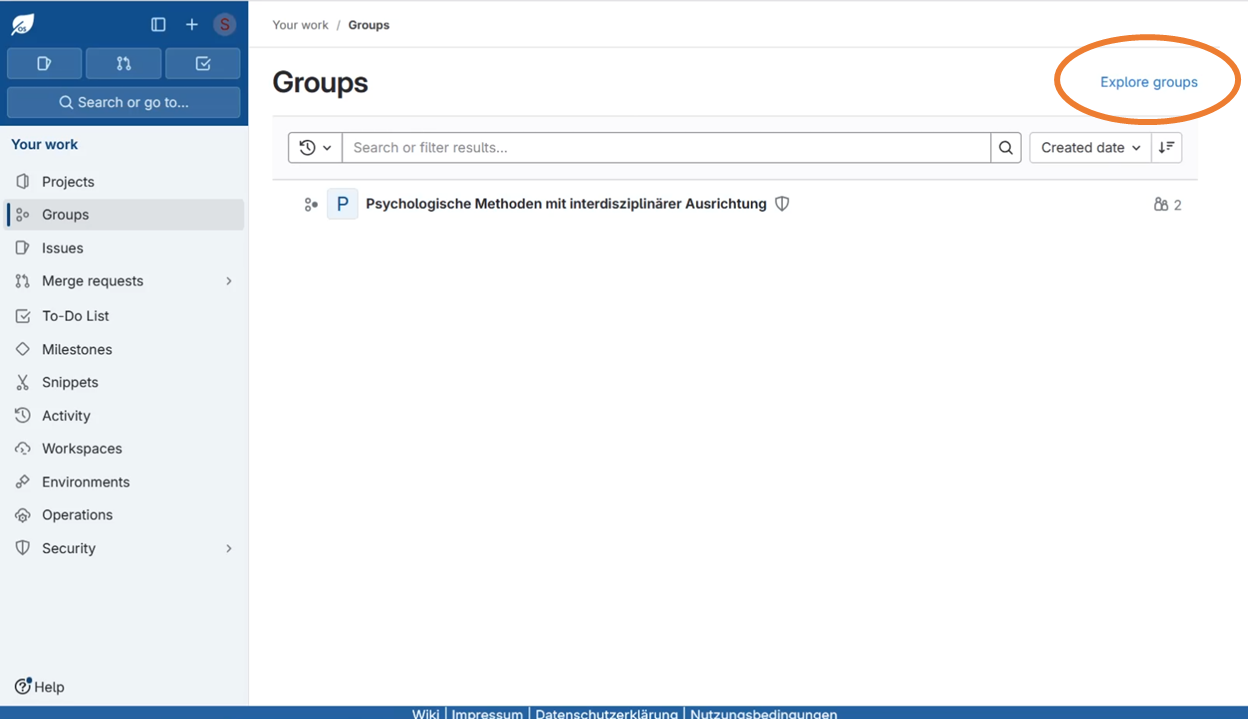 os
S
Search or go to...
Your work
Projects
Groups
Issues
Merge requests
To-Do List
Milestones
Snippets
Activity
Workspaces
Environments
Operations
Security
Help
Your work / Groups
Groups
Explore groups
Search or filter results...
Created date
P Psychologische Methoden mit interdisziplinärer Ausrichtung 2
Wiki | Impressum | Datenschutzerklärung | Nutzungsbedingungen